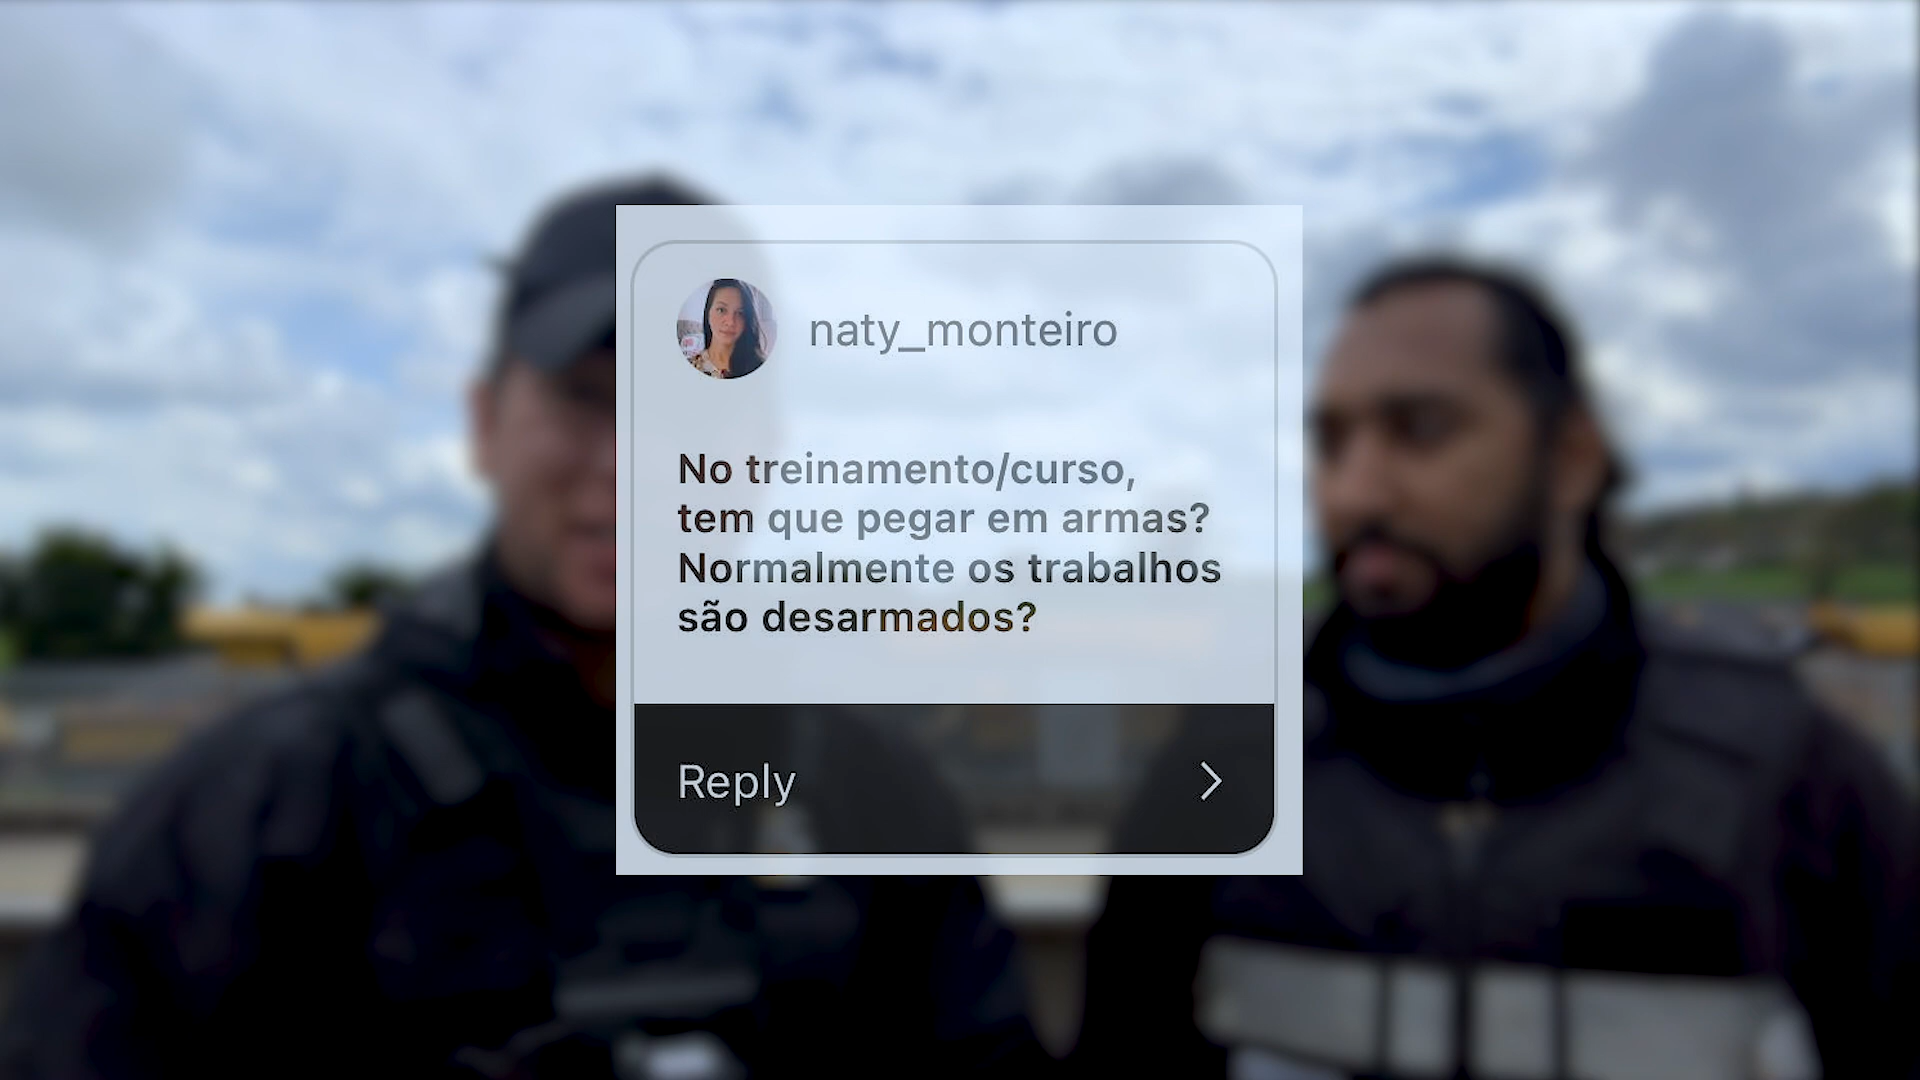 naty_monteiro
No treinamento/curso,
tem que pegar em armas?
Normalmente os trabalhos
são desarmados?
Reply